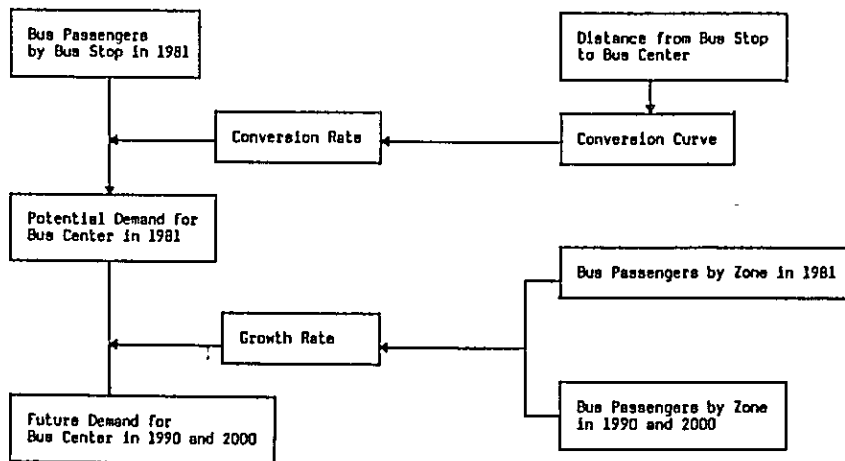 Bus Passengers
by Bus Stop in 1981
Distance from Bus Stop
to Bus Center
Conversion Rate
Conversion Curve
Potential Demand for
Bus Center in 1981
Bus Passengers by Zone in 1981
Growth Rate
Future Demand for
Bus Center in 1990 and 2000
Bus Passengers by Zone
in 1990 and 2000